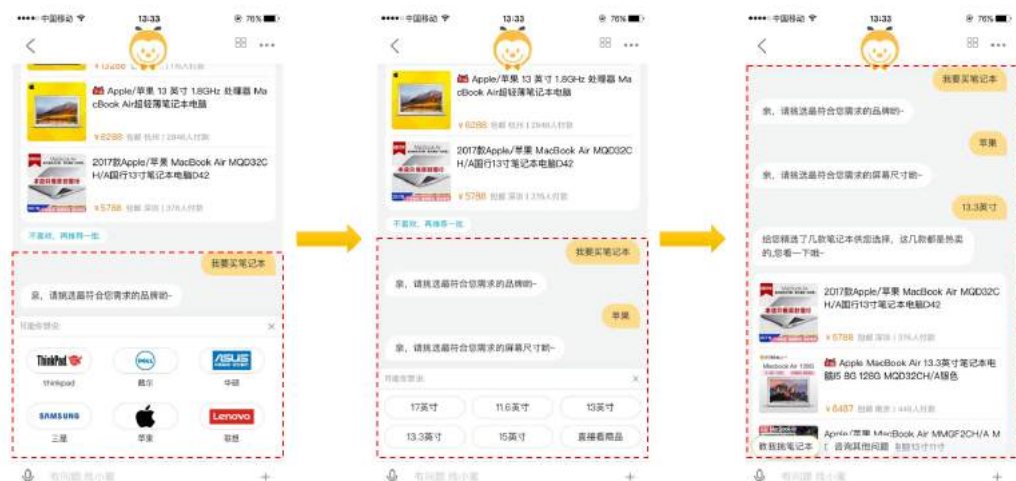 中国移动
13:33
76%
¥13288
Apple/苹果 13 英寸 1.8GHz 处理器 Ma
cBook Air超轻薄笔记本电脑
¥6288 包邮 杭州 | 2846人付款
2017款Apple/苹果 MacBook Air MQD32C
H/A国行13寸笔记本电脑D42
¥5788 包邮 深圳 | 376人付款
不喜欢，再推荐一批
我要买笔记本
亲，请挑选最符合您需求的品牌哟~
可能你想说:
ThinkPad
DELL
ASUS
thinkpad
戴尔
华硕
SAMSUNG
Lenovo
三星
苹果
联想
有问题 找小蜜
中国移动
13:33
76%
Apple/苹果 13 英寸 1.8GHz 处理器 Ma
cBook Air超轻薄笔记本电脑
¥6288 包邮 杭州 | 2846人付款
2017款Apple/苹果 MacBook Air MQD32C
H/A国行13寸笔记本电脑D42
¥5788 包邮 深圳 | 376人付款
不喜欢，再推荐一批
我要买笔记本
亲，请挑选最符合您需求的品牌哟~
苹果
亲，请挑选最符合您需求的屏幕尺寸哟~
可能你想说:
17英寸
11.6英寸
13英寸
13.3英寸
15英寸
直接看商品
有问题 找小蜜
中国移动
13:33
76%
我要买笔记本
亲，请挑选最符合您需求的品牌哟~
苹果
亲，请挑选最符合您需求的屏幕尺寸哟~
13.3英寸
给您精选了几款笔记本供您选择，这几款都是热卖
的,您看一下哦~
2017款Apple/苹果 MacBook Air MQD32C
H/A国行13寸笔记本电脑D42
¥5788 包邮 深圳 | 376人付款
Macbook Air 128G
Apple MacBook Air 13.3英寸笔记本电
脑I5 8G 128G MQD32CH/A银色
¥6487 包邮 南京 | 449人付款
Apple/苹果 MacBook Air MMGF2CH/A M
教我挑笔记本
咨询其他问题
电脑13寸11寸
有问题 找小蜜